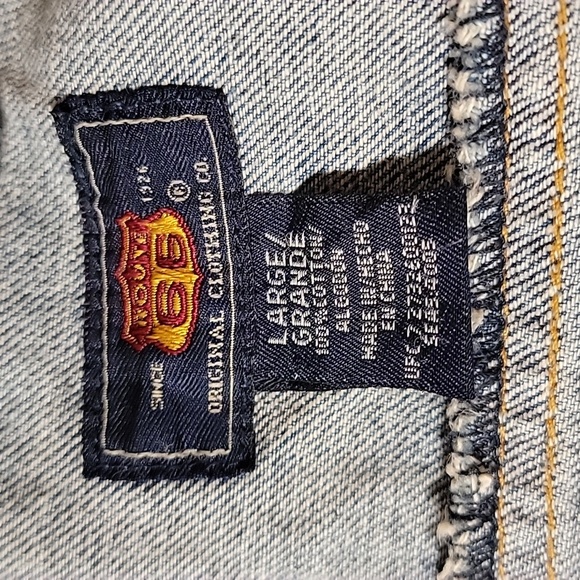 ROUTE
66
SINCE 1926
®
ORIGINAL CLOTHING CO.
LARGE/
GRANDE
100% COTTON/
ALGODON
MADE IN/HECHO
EN CHINA